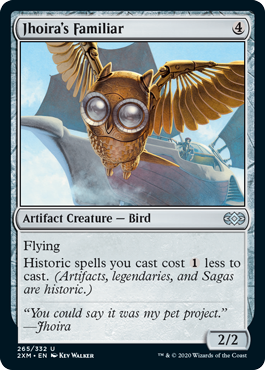 Jhoira's Familiar 4
Artifact Creature — Bird
Flying
Historic spells you cast cost 1 less to
cast. (Artifacts, legendaries, and Sagas
are historic.)
"You could say it was my pet project."
—Jhoira
2/2
265/332 U
2XM • EN Key Walker
™ & © 2020 Wizards of the Coast